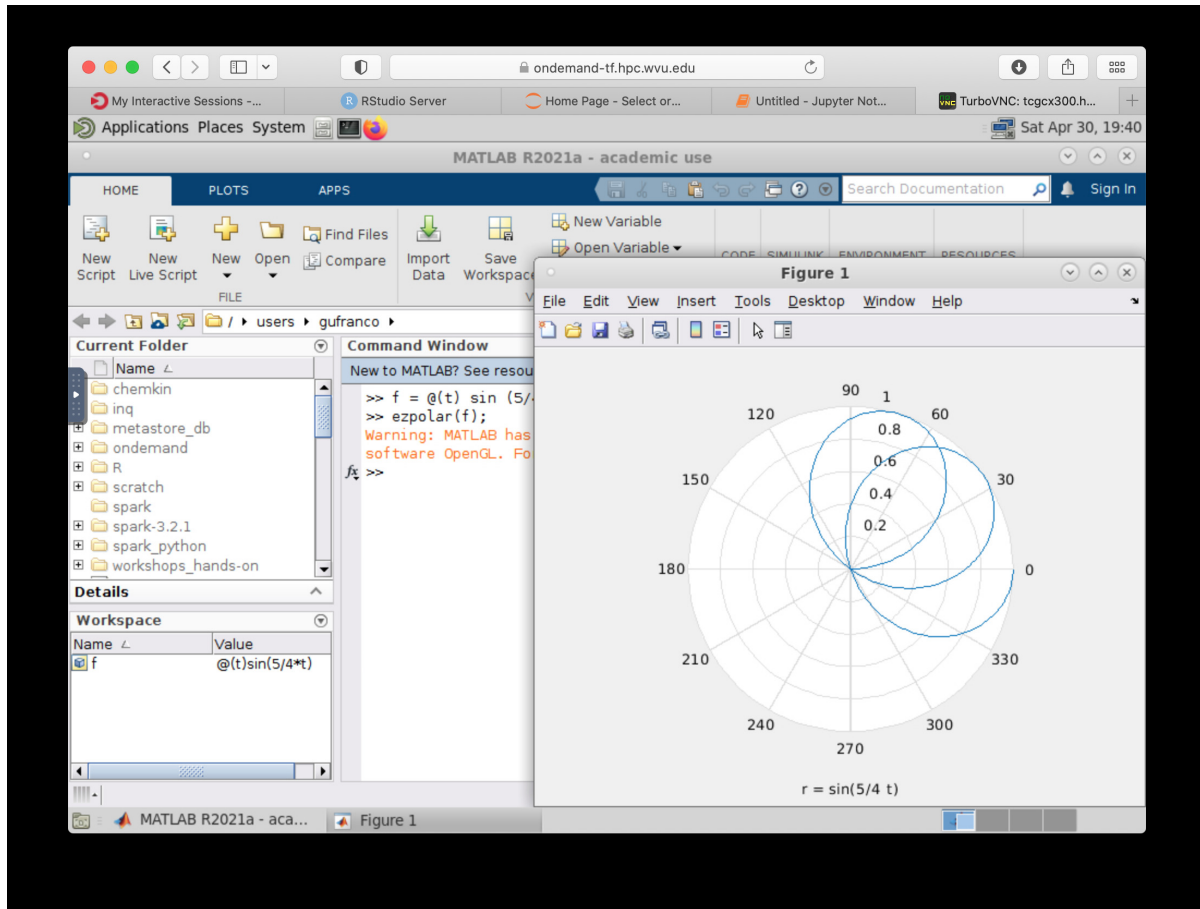 ondemand-tf.hpc.wvu.edu
My Interactive Sessions -... RStudio Server Home Page - Select or... Untitled - Jupyter Not... TurboVNC: tcgcx300.h...
Applications Places System Sat Apr 30, 19:40
MATLAB R2021a - academic use
HOME PLOTS APPS Search Documentation Sign In
New Script New Live Script New Open Find Files Compare Import Data Save Workspace New Variable Open Variable
CODE SIMULINK ENVIRONMENT RESOURCES
FILE V
/ users gufranco
Current Folder
Name
chemkin
inq
metastore_db
ondemand
R
scratch
spark
spark-3.2.1
spark_python
workshops_hands-on
Details
Workspace
Name Value
f @(t)sin(5/4*t)
Command Window
New to MATLAB? See resou
>> f = @(t) sin (5/
>> ezpolar(f);
Warning: MATLAB has
software OpenGL. Fo
fx >>
Figure 1
File Edit View Insert Tools Desktop Window Help
90
1
120 60
0.8
0.6
150 30
0.4
0.2
180 0
210 330
240 300
270
r = sin(5/4 t)
MATLAB R2021a - aca... Figure 1